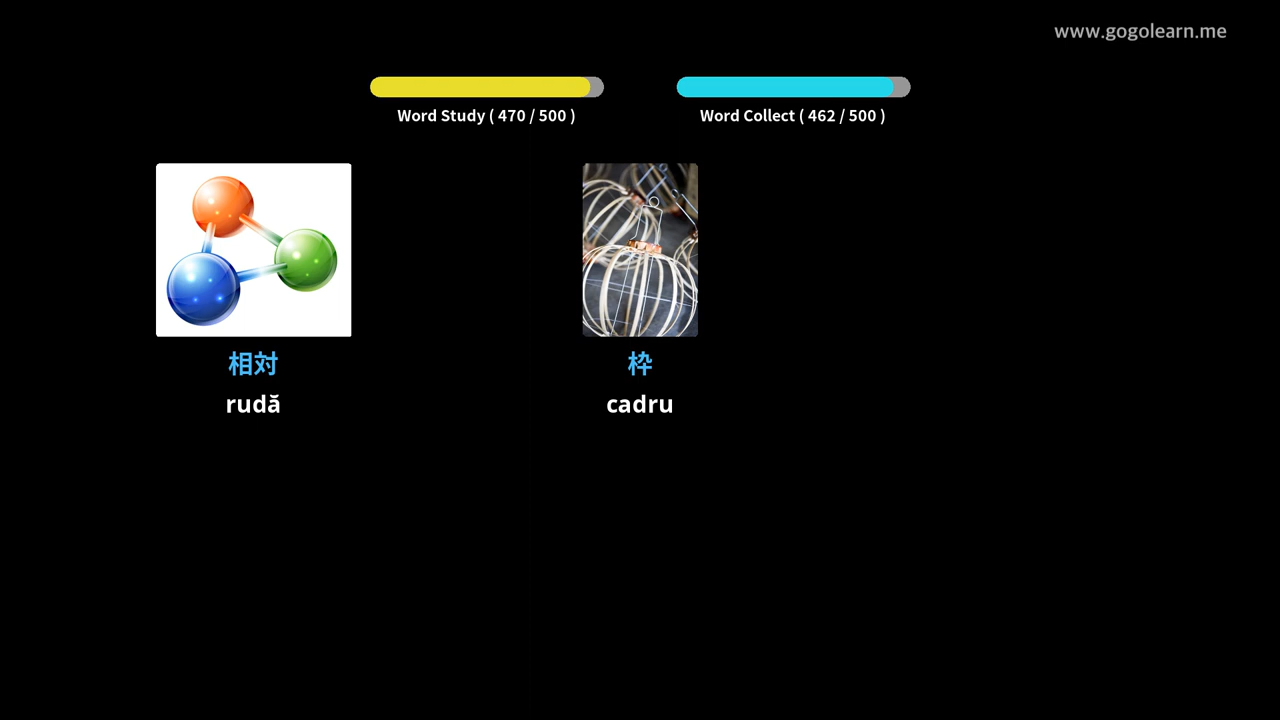 www.gogolearn.me
Word Study ( 470 / 500 )
Word Collect ( 462 / 500 )
相対
rudă
枠
cadru